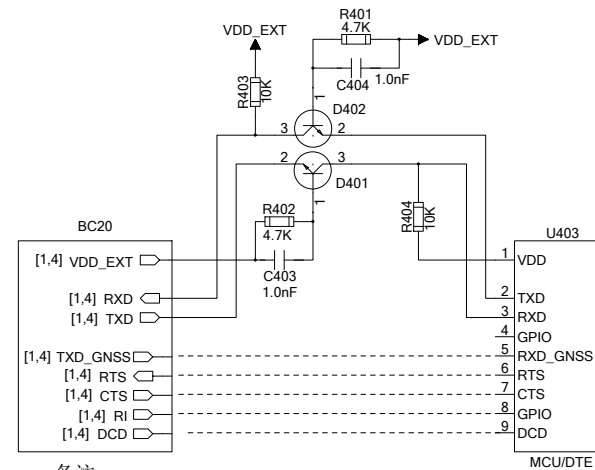 R401
4.7K
VDD_EXT
VDD_EXT
C404
1.0nF
R403
10K
1
D402
3
2
2
3
D401
1
R402
4.7K
R404
10K
BC20
U403
C403
1.0nF
[1,4] VDD_EXT
1
VDD
[1,4] RXD
2
TXD
[1,4] TXD
3
RXD
4
GPIO
[1,4] TXD_GNSS
5
RXD_GNSS
[1,4] RTS
6
RTS
[1,4] CTS
7
CTS
[1,4] RI
8
GPIO
[1,4] DCD
9
DCD
MCU/DTE